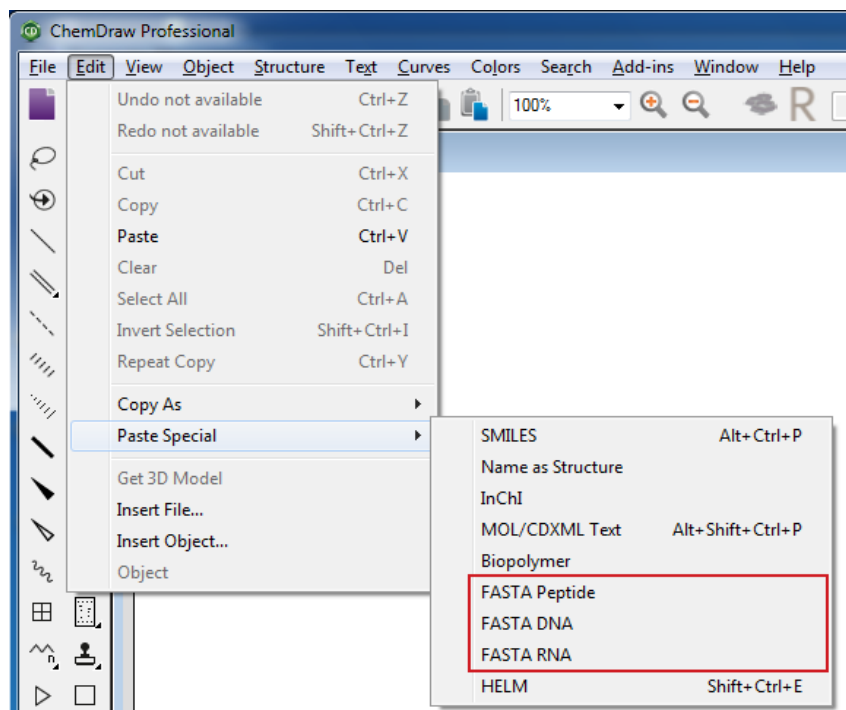 ChemDraw Professional
File Edit View Object Structure Text Curves Colors Search Add-ins Window Help
100%
R
Undo not available Ctrl+Z
Redo not available Shift+Ctrl+Z
Cut Ctrl+X
Copy Ctrl+C
Paste Ctrl+V
Clear Del
Select All Ctrl+A
Invert Selection Shift+Ctrl+I
Repeat Copy Ctrl+Y
Copy As
Paste Special
Get 3D Model
Insert File...
Insert Object...
Object
SMILES Alt+Ctrl+P
Name as Structure
InChI
MOL/CDXML Text Alt+Shift+Ctrl+P
Biopolymer
FASTA Peptide
FASTA DNA
FASTA RNA
HELM Shift+Ctrl+E